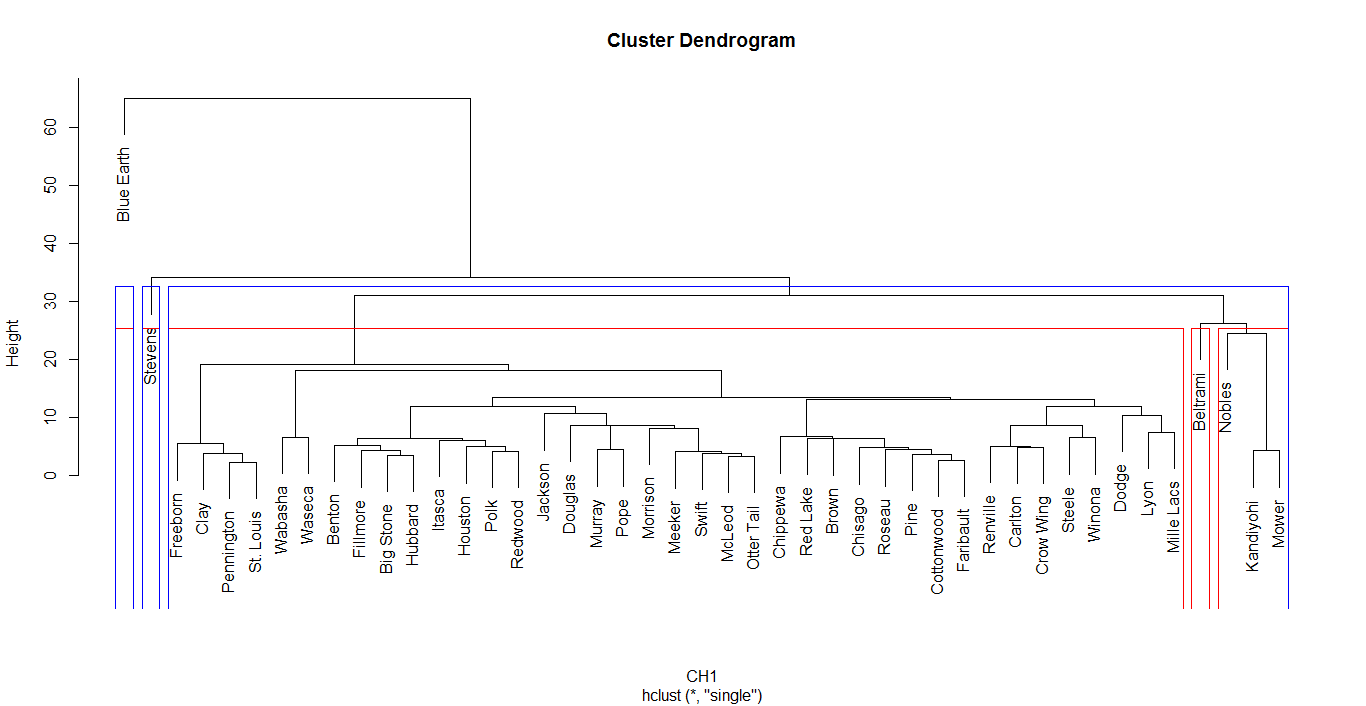 Cluster Dendrogram
Height
60
50
40
30
20
10
0
Blue Earth
Stevens
Freeborn
Clay
Pennington
St. Louis
Wabasha
Waseca
Benton
Fillmore
Big Stone
Hubbard
Itasca
Houston
Polk
Redwood
Jackson
Douglas
Murray
Pope
Morrison
Meeker
Swift
McLeod
Otter Tail
Chippewa
Red Lake
Brown
Chisago
Roseau
Pine
Cottonwood
Faribault
Renville
Carlton
Crow Wing
Steele
Winona
Dodge
Lyon
Mille Lacs
Beltrami
Nobles
Kandiyohi
Mower
CH1
hclust (*, "single")